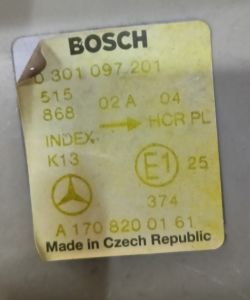 BOSCH
0 301 097 201
515
868 02 A 04
INDEX → HCR PL
K13 E1 25
374
A 170 820 01 61
Made in Czech Republic